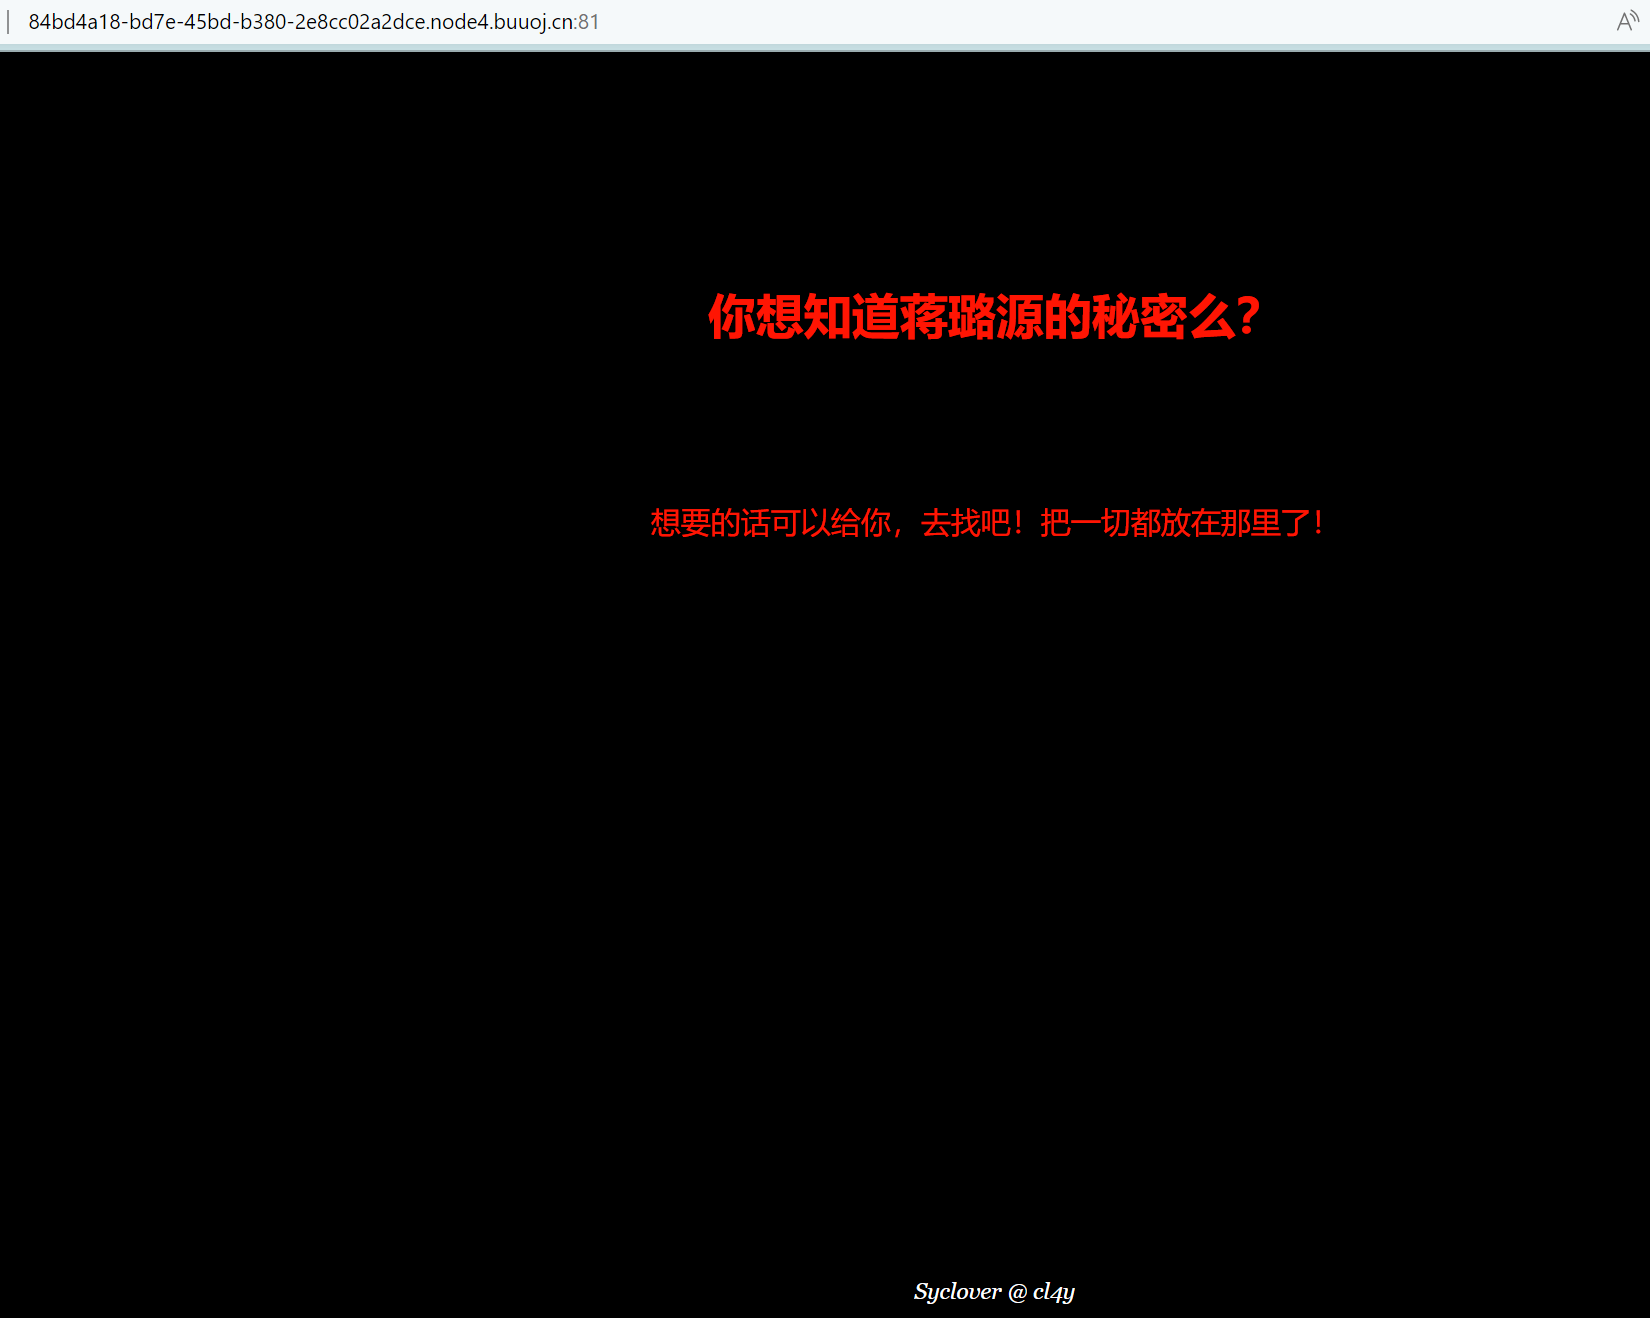 84bd4a18-bd7e-45bd-b380-2e8cc02a2dce.node4.buuoj.cn:81
你想知道蒋璐源的秘密么？
想要的话可以给你，去找吧！把一切都放在那里了！
Syclover @ cl4y